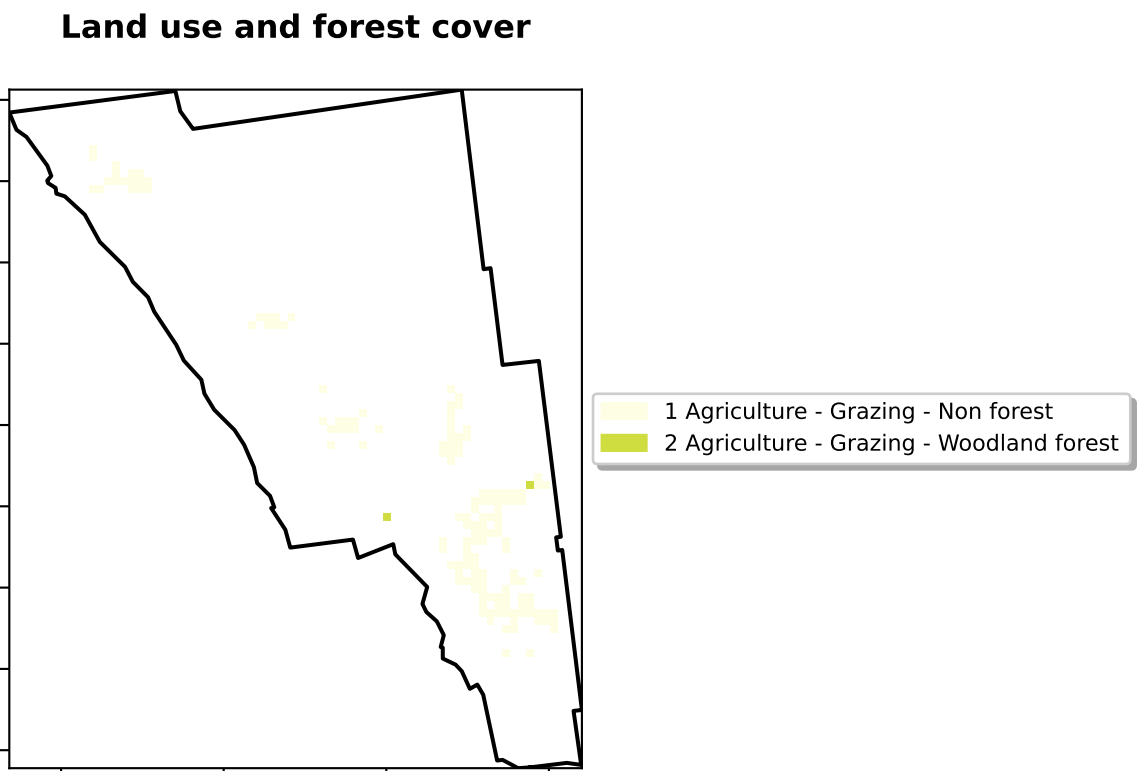 Land use and forest cover
1 Agriculture - Grazing - Non forest
2 Agriculture - Grazing - Woodland forest